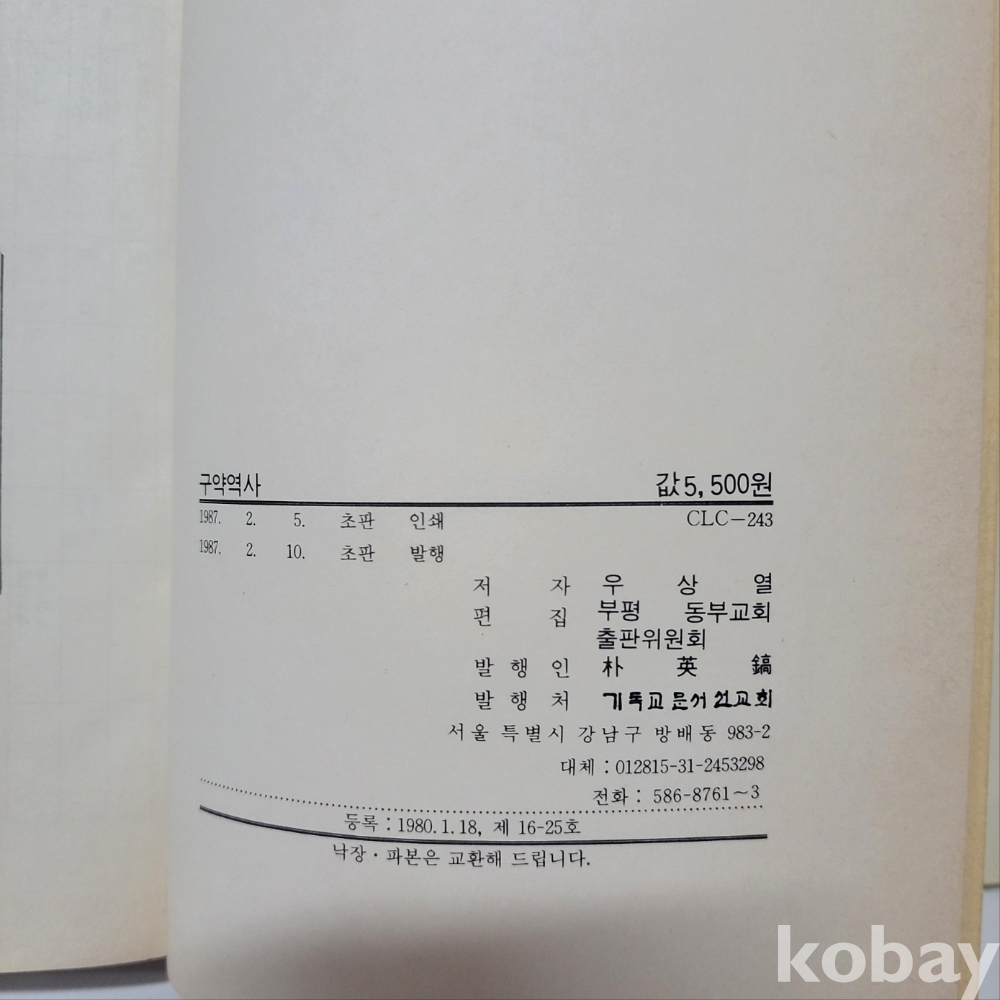 구약역사 값 5, 500원
1987. 2. 5. 초판 인쇄 CLC-243
1987. 2. 10. 초판 발행
저 자 우 상 열
편 집 부평 동부교회
출판위원회
발 행 인 朴 英 鎬
발 행 처 기독교문서선교회
서울 특별시 강남구 방배동 983-2
대체 : 012815-31-2453298
전화 : 586-8761~3
등록 : 1980. 1. 18, 제 16-25호
낙장·파본은 교환해 드립니다.
kobay